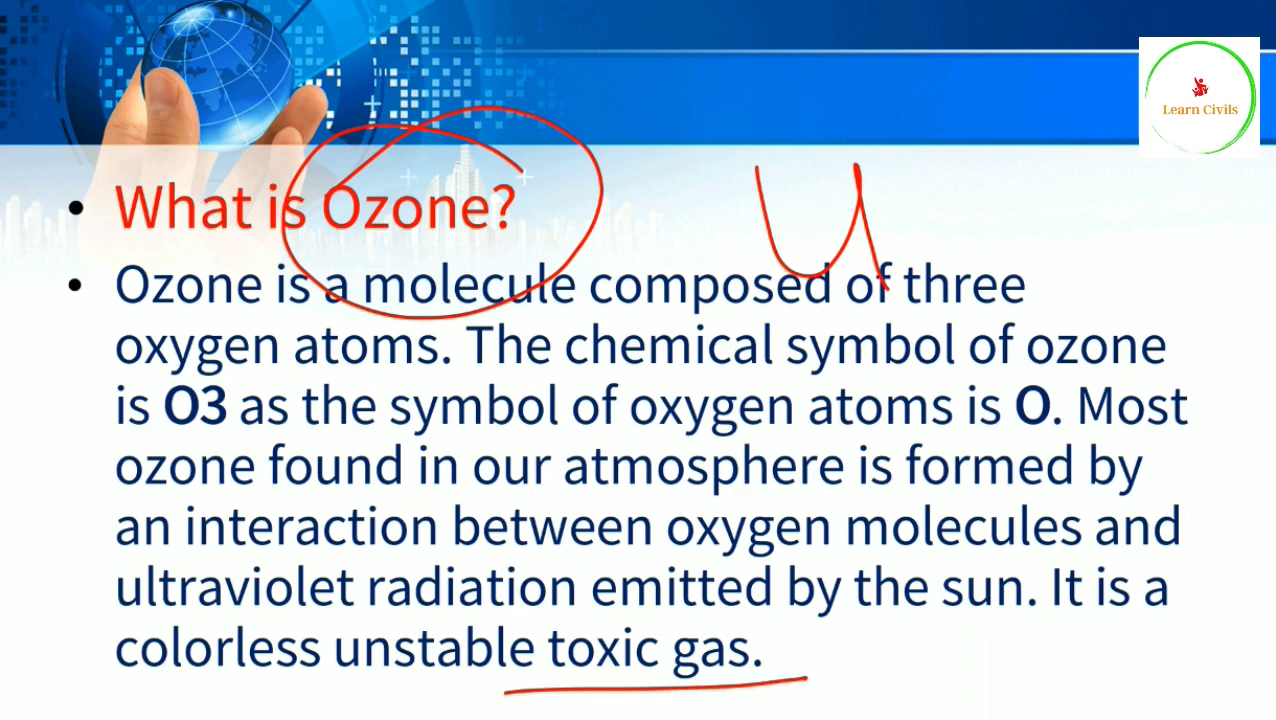 Learn Civils
• What is Ozone?
u
• Ozone is a molecule composed of three
oxygen atoms. The chemical symbol of ozone
is O3 as the symbol of oxygen atoms is O. Most
ozone found in our atmosphere is formed by
an interaction between oxygen molecules and
ultraviolet radiation emitted by the sun. It is a
colorless unstable toxic gas.